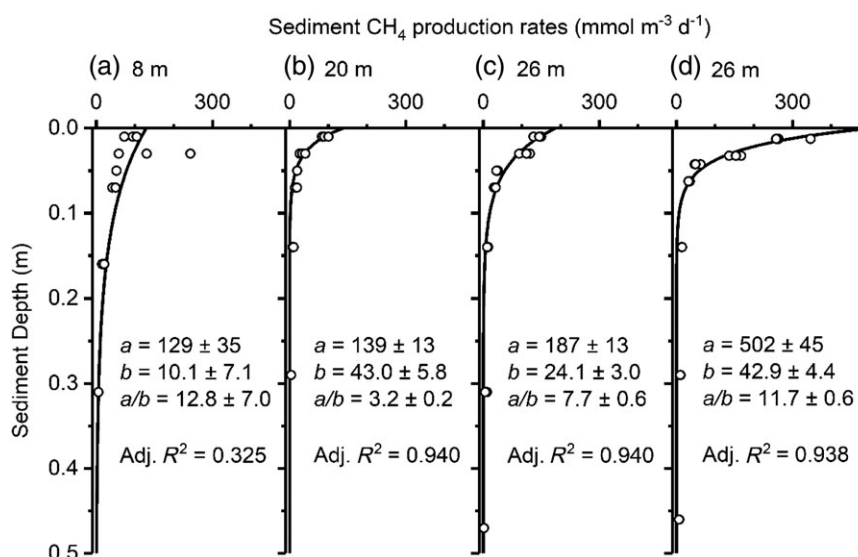 Sediment CH₄ production rates (mmol m⁻³ d⁻¹)
(a) 8 m (b) 20 m (c) 26 m (d) 26 m
0 300 0 300 0 300 0 300
0.0
0.1
0.2
0.3
0.4
0.5
Sediment Depth (m)
a = 129 ± 35
b = 10.1 ± 7.1
a/b = 12.8 ± 7.0
Adj. R² = 0.325
a = 139 ± 13
b = 43.0 ± 5.8
a/b = 3.2 ± 0.2
Adj. R² = 0.940
a = 187 ± 13
b = 24.1 ± 3.0
a/b = 7.7 ± 0.6
Adj. R² = 0.940
a = 502 ± 45
b = 42.9 ± 4.4
a/b = 11.7 ± 0.6
Adj. R² = 0.938